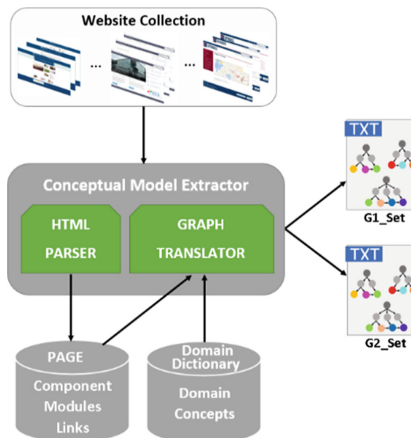 Website Collection
...
...
Conceptual Model Extractor
HTML
PARSER
GRAPH
TRANSLATOR
TXT
G1_Set
TXT
G2_Set
PAGE
Component
Modules
Links
Domain
Dictionary
Domain
Concepts